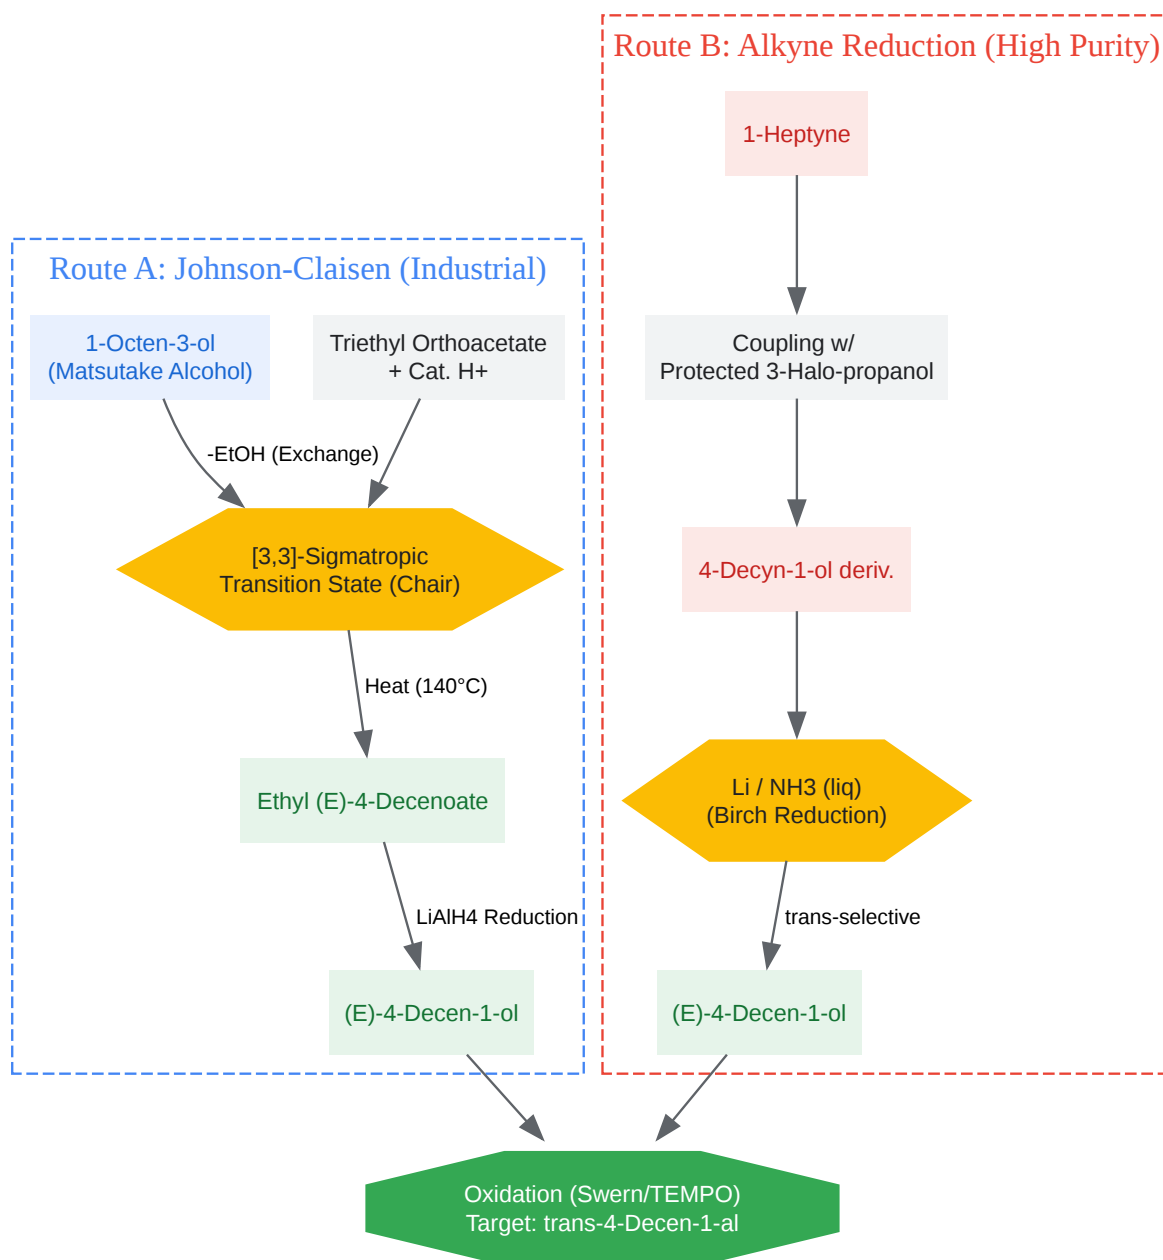 Route B: Alkyne Reduction (High Purity)
1-Heptyne
Route A: Johnson-Claisen (Industrial)
1-Octen-3-ol
(Matsutake Alcohol)
Triethyl Orthoacetate
+ Cat. H+
Coupling w/
Protected 3-Halo-propanol
-EtOH (Exchange)
[3,3]-Sigmatropic
Transition State (Chair)
4-Decyn-1-ol deriv.
Heat (140°C)
Ethyl (E)-4-Decenoate
Li / NH3 (liq)
(Birch Reduction)
LiAlH4 Reduction
trans-selective
(E)-4-Decen-1-ol
(E)-4-Decen-1-ol
Oxidation (Swern/TEMPO)
Target: trans-4-Decen-1-al